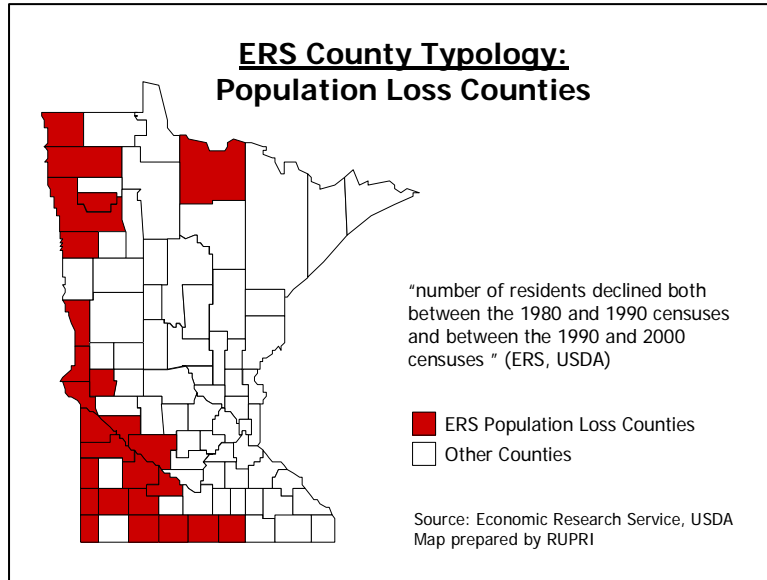 ERS County Typology:
Population Loss Counties
"number of residents declined both
between the 1980 and 1990 censuses
and between the 1990 and 2000
censuses " (ERS, USDA)
ERS Population Loss Counties
Other Counties
Source: Economic Research Service, USDA
Map prepared by RUPRI